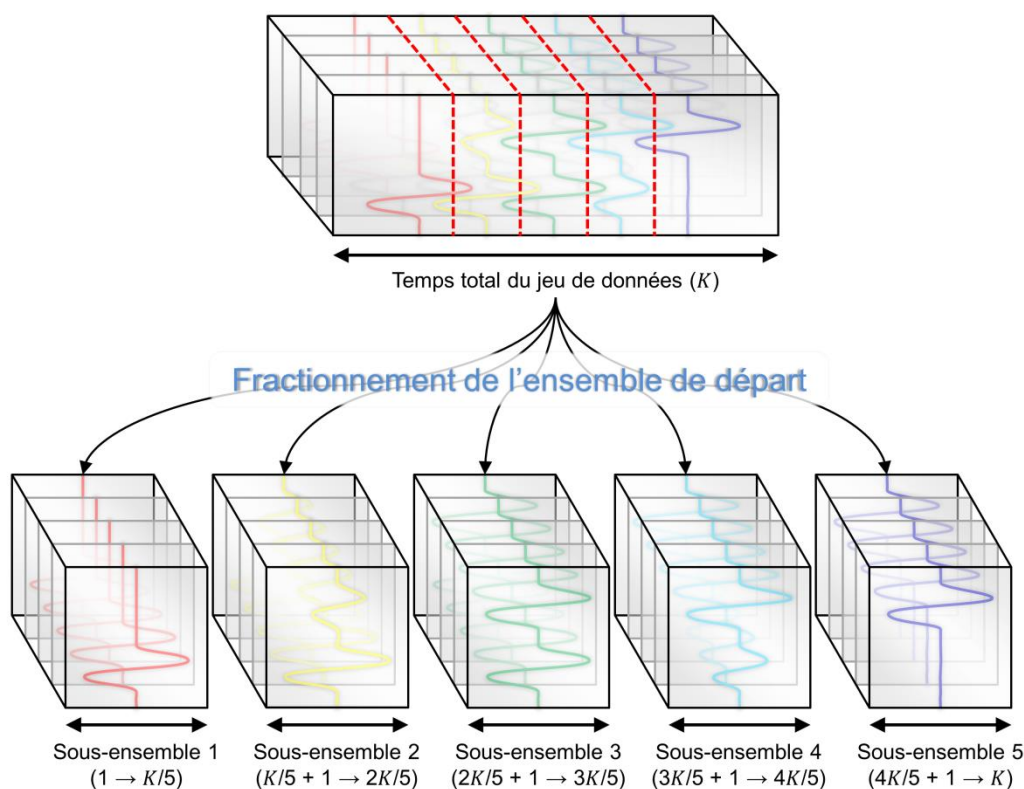 Temps total du jeu de données (K)
Fractionnement de l'ensemble de départ
Sous-ensemble 1
(1 → K/5)
Sous-ensemble 2
(K/5 + 1 → 2K/5)
Sous-ensemble 3
(2K/5 + 1 → 3K/5)
Sous-ensemble 4
(3K/5 + 1 → 4K/5)
Sous-ensemble 5
(4K/5 + 1 → K)